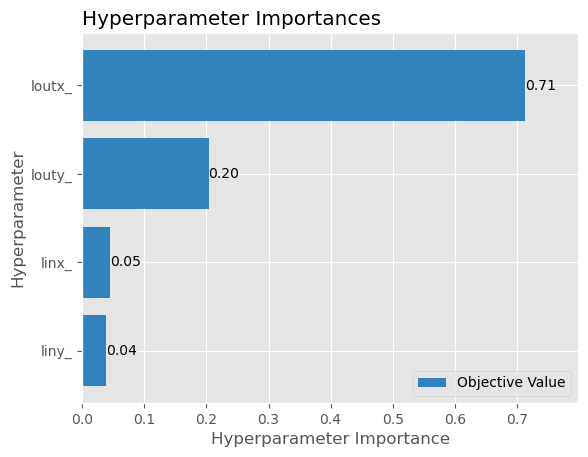 Hyperparameter Importances
Hyperparameter
loutx_
0.71
louty_
0.20
linx_
0.05
liny_
0.04
Objective Value
0.0 0.1 0.2 0.3 0.4 0.5 0.6 0.7
Hyperparameter Importance